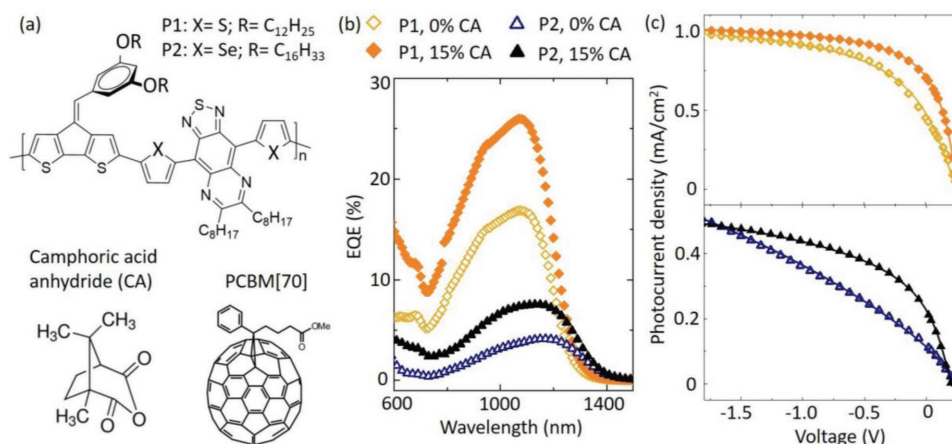 (a)
P1: X= S; R= C12H25
P2: X= Se; R= C16H33
OR
OR
S
N
N
X
X
[
]n
S
S
N
N
C8H17
C8H17
Camphoric acid
anhydride (CA)
H3C
CH3
O
O
O
H3C
PCBM[70]
OMe
O
(b)
P1, 0% CA
P2, 0% CA
P1, 15% CA
P2, 15% CA
30
20
10
0
EQE (%)
600
1000
1400
Wavelength (nm)
(c)
1.0
0.5
0
0.4
0.2
0
Photocurrent density (mA/cm2)
-1.5
-1.0
-0.5
0
Voltage (V)